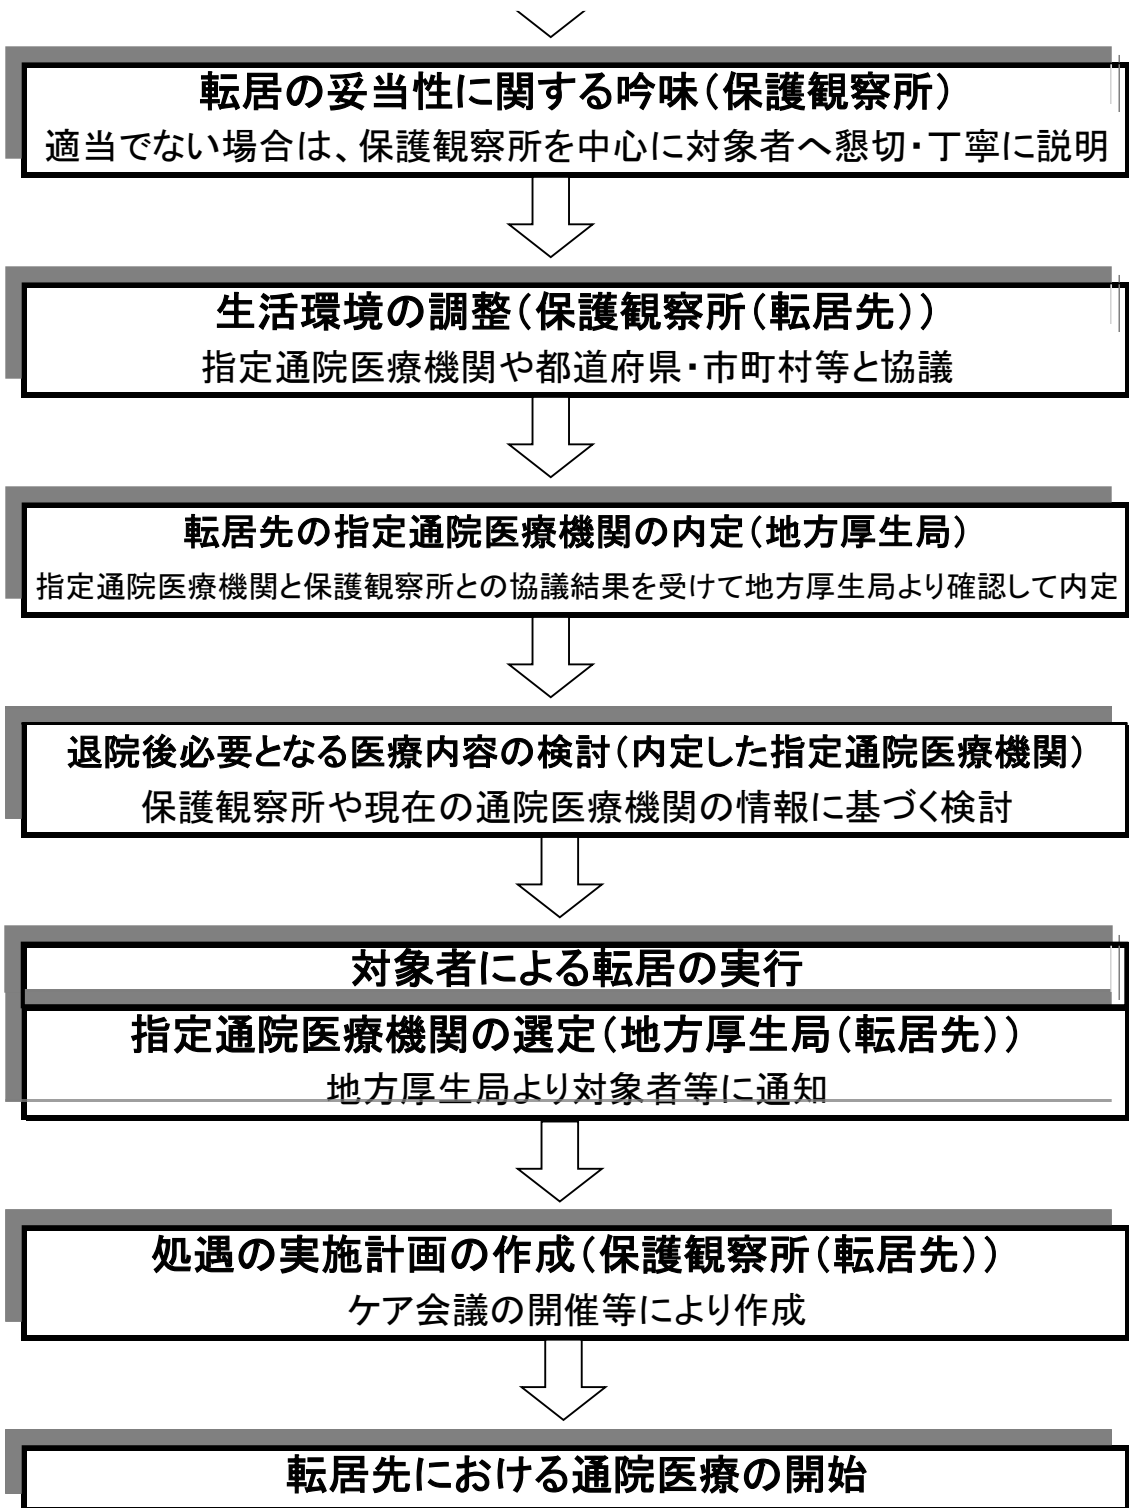 転居の妥当性に関する吟味（保護観察所）
適当でない場合は、保護観察所を中心に対象者へ懇切・丁寧に説明
生活環境の調整（保護観察所（転居先））
指定通院医療機関や都道府県・市町村等と協議
転居先の指定通院医療機関の内定（地方厚生局）
指定通院医療機関と保護観察所との協議結果を受けて地方厚生局より確認して内定
退院後必要となる医療内容の検討（内定した指定通院医療機関）
保護観察所や現在の通院医療機関の情報に基づく検討
対象者による転居の実行
指定通院医療機関の選定（地方厚生局（転居先））
地方厚生局より対象者等に通知
処遇の実施計画の作成（保護観察所（転居先））
ケア会議の開催等により作成
転居先における通院医療の開始